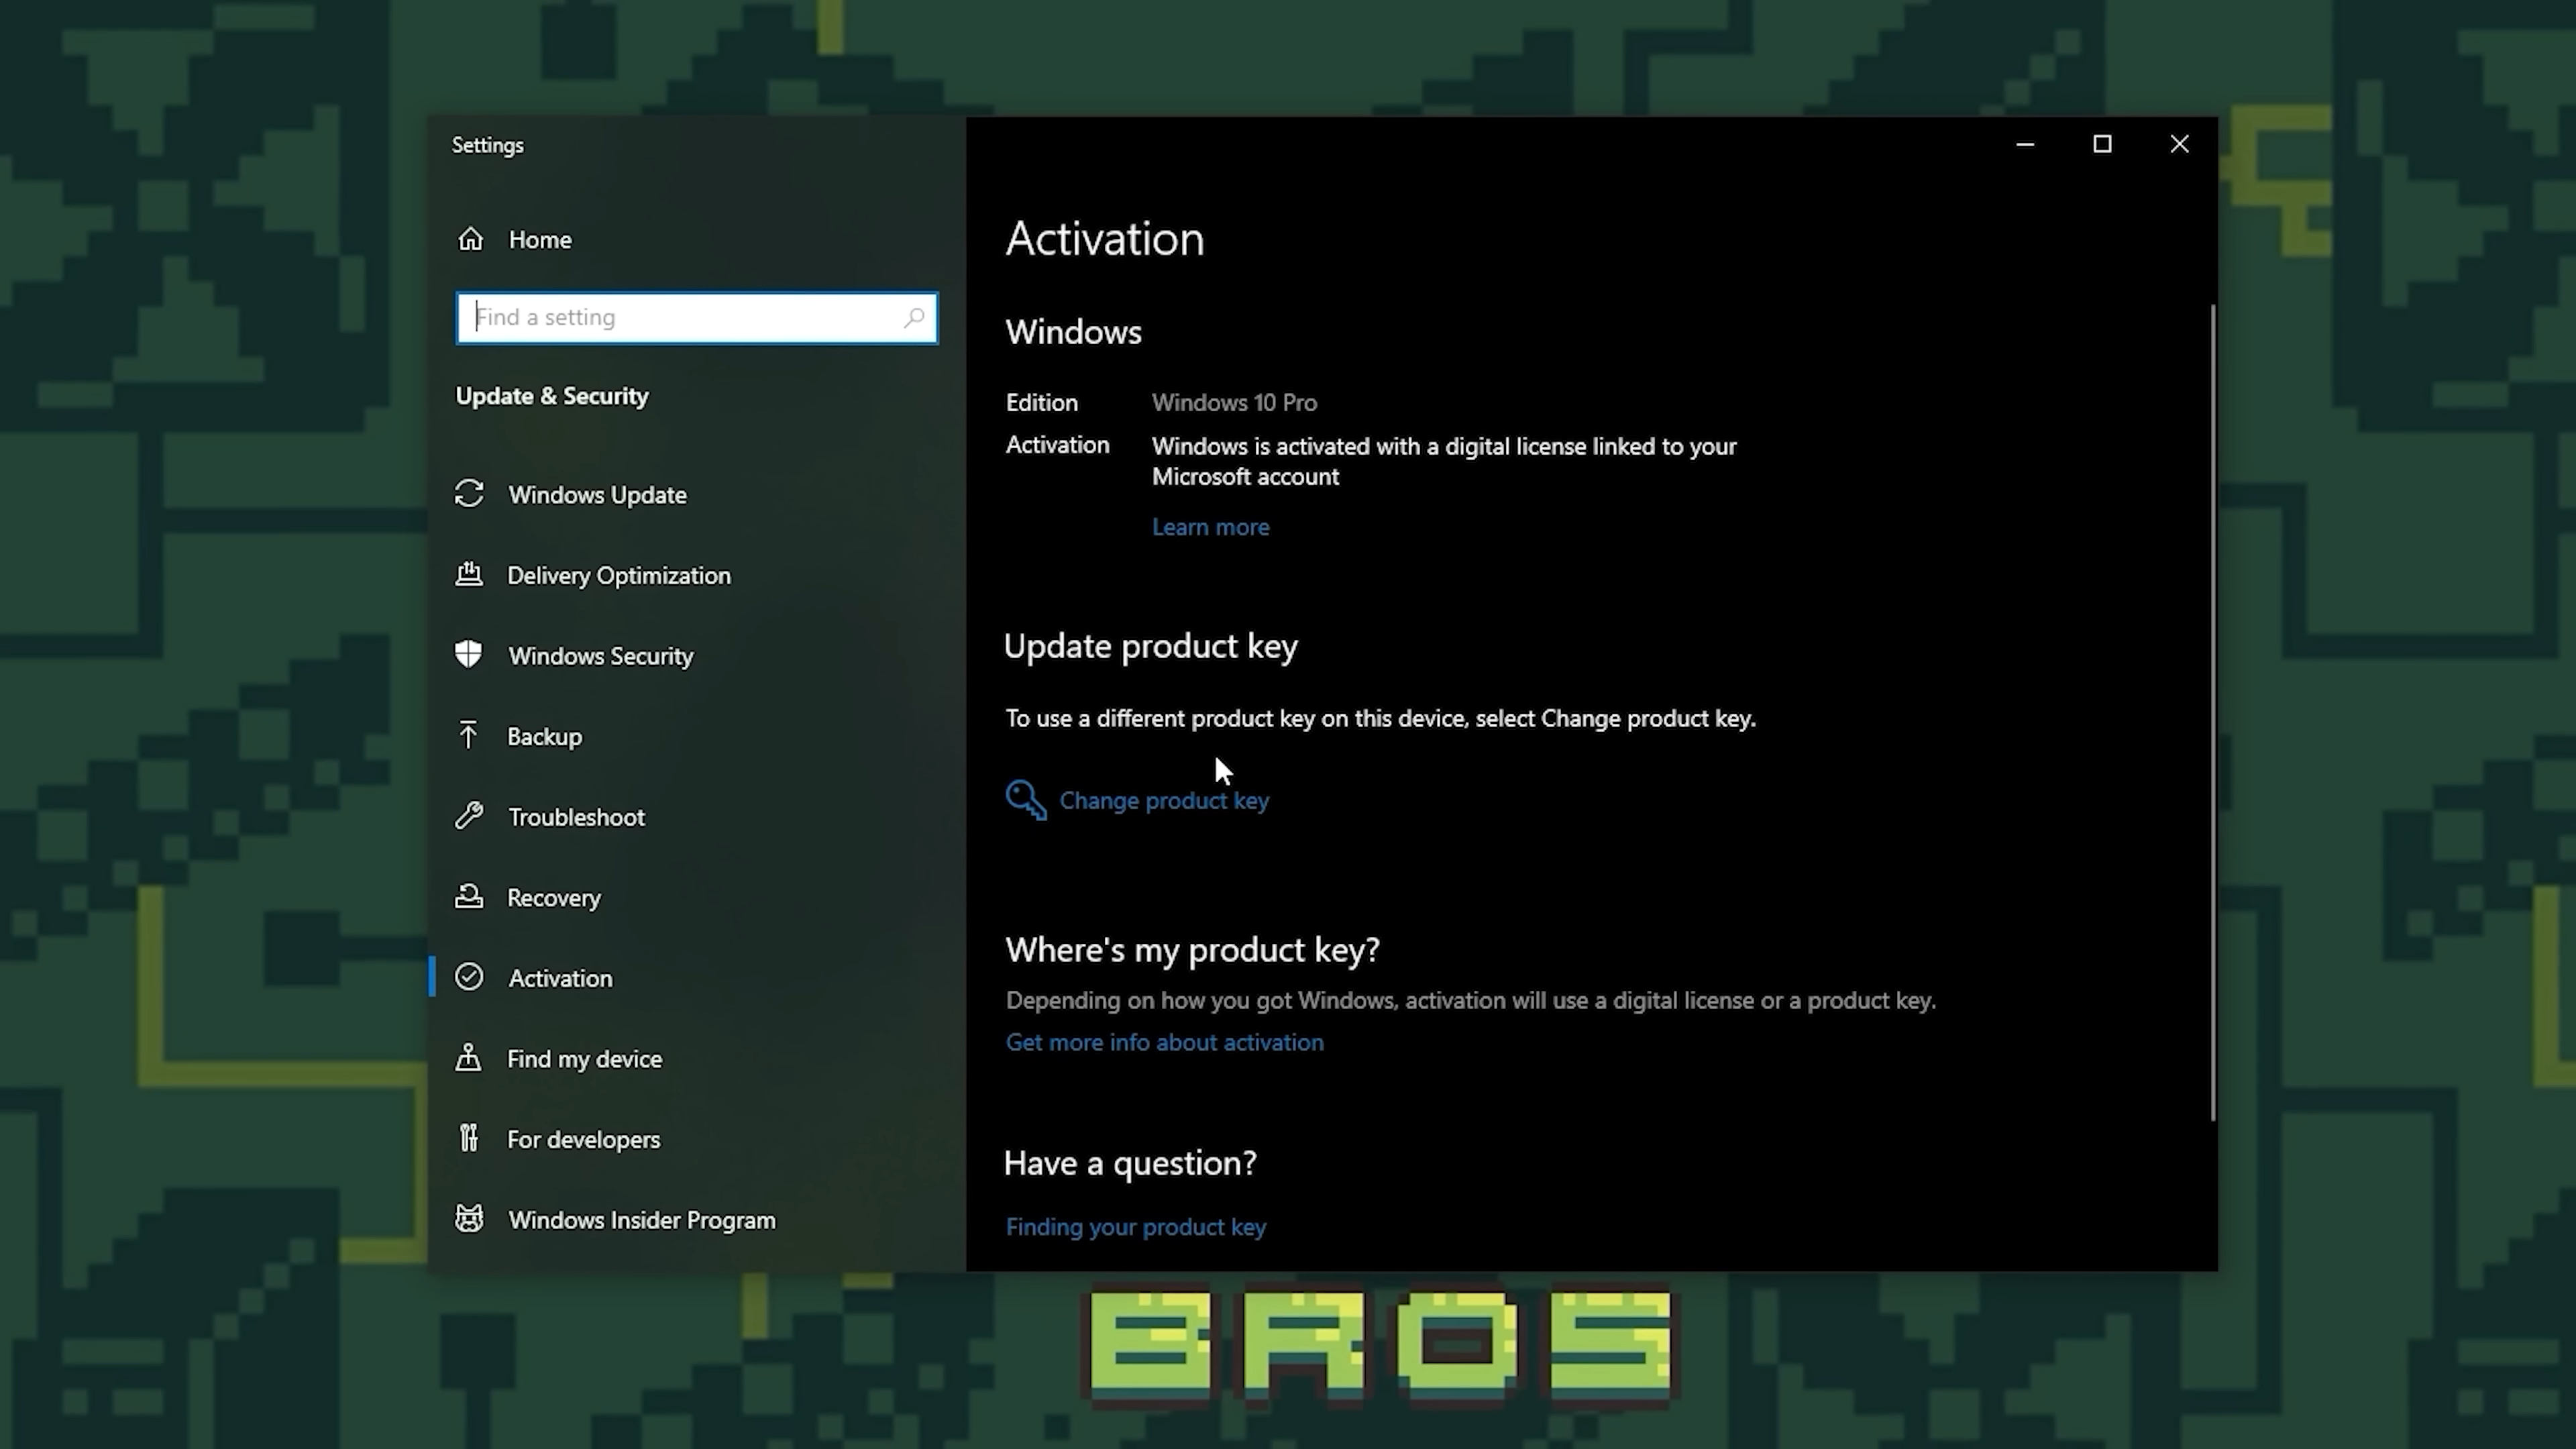 Settings
Home
Find a setting
Update & Security
Windows Update
Delivery Optimization
Windows Security
Backup
Troubleshoot
Recovery
Activation
Find my device
For developers
Windows Insider Program
Activation
Windows
Edition Windows 10 Pro
Activation Windows is activated with a digital license linked to your
Microsoft account
Learn more
Update product key
To use a different product key on this device, select Change product key.
Change product key
Where's my product key?
Depending on how you got Windows, activation will use a digital license or a product key.
Get more info about activation
Have a question?
Finding your product key
BROS